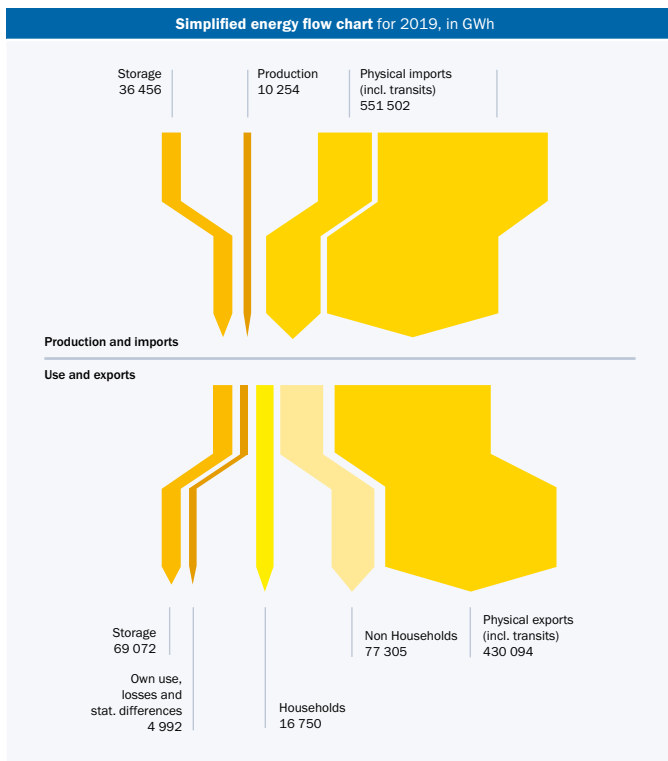 Simplified energy flow chart for 2019, in GWh
Storage
36 456
Production
10 254
Physical imports
(incl. transits)
551 502
Production and imports
Use and exports
Storage
69 072
Own use,
losses and
stat. differences
4 992
Households
16 750
Non Households
77 305
Physical exports
(incl. transits)
430 094